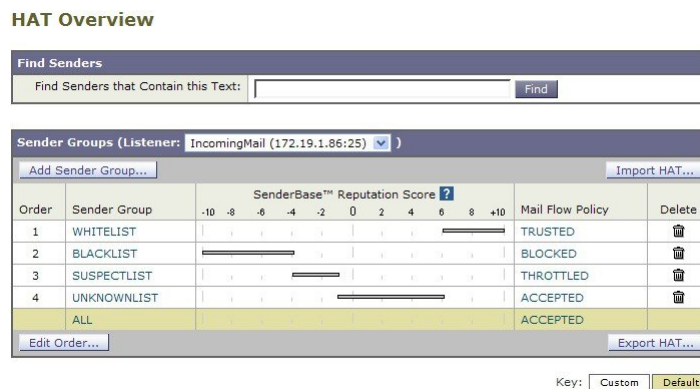 HAT Overview
Find Senders
Find Senders that Contain this Text: Find
Sender Groups (Listener: IncomingMail (172.19.1.86:25) )
Add Sender Group... Import HAT...
SenderBase™ Reputation Score ?
Order Sender Group -10 -8 -6 -4 -2 0 2 4 6 8 +10 Mail Flow Policy Delete
1 WHITELIST TRUSTED
2 BLACKLIST BLOCKED
3 SUSPECTLIST THROTTLED
4 UNKNOWNLIST ACCEPTED
ALL ACCEPTED
Edit Order... Export HAT...
Key: Custom Default